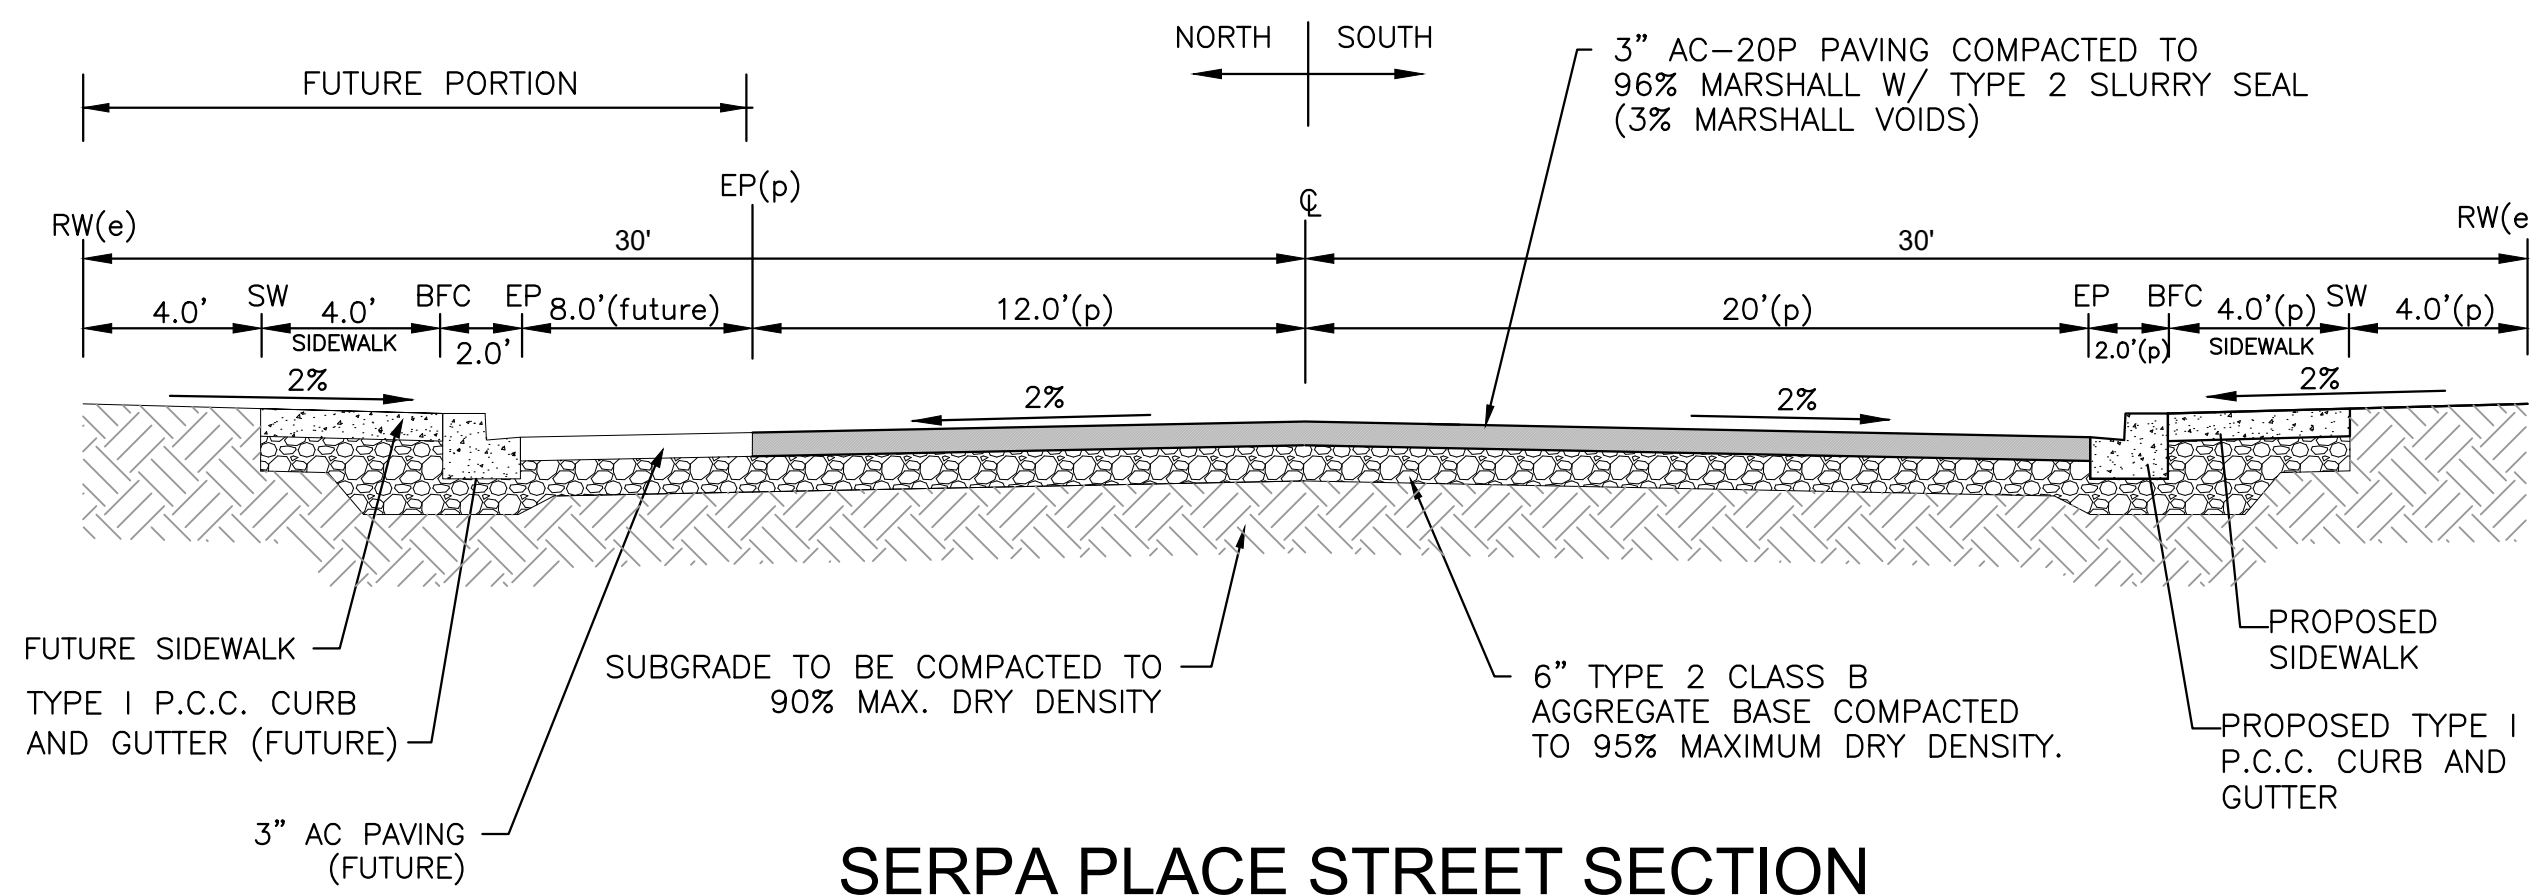 NORTH
SOUTH
FUTURE PORTION
3” AC-20P PAVING COMPACTED TO
96% MARSHALL W/ TYPE 2 SLURRY SEAL
(3% MARSHALL VOIDS)
EP(p)
℄
RW(e)
RW(e
30'
30'
SW
BFC
EP
EP
BFC
SW
4.0’
4.0’
8.0’(future)
12.0’(p)
20’(p)
4.0’(p)
4.0’(p)
SIDEWALK
2.0’
2.0’(p)
SIDEWALK
2%
2%
2%
2%
FUTURE SIDEWALK
TYPE I P.C.C. CURB
AND GUTTER (FUTURE)
3” AC PAVING
(FUTURE)
SUBGRADE TO BE COMPACTED TO
90% MAX. DRY DENSITY
6” TYPE 2 CLASS B
AGGREGATE BASE COMPACTED
TO 95% MAXIMUM DRY DENSITY.
PROPOSED
SIDEWALK
PROPOSED TYPE I
P.C.C. CURB AND
GUTTER
SERPA PLACE STREET SECTION